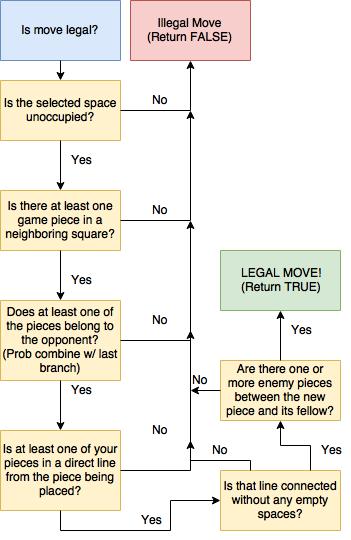 Is move legal?
Illegal Move
(Return FALSE)
No
Is the selected space
unoccupied?
Yes
Is there at least one
game piece in a
neighboring square?
No
Yes
LEGAL MOVE!
(Return TRUE)
Does at least one of
the pieces belong to
the opponent?
(Prob combine w/ last
branch)
No
Yes
Yes
No
Are there one or
more enemy pieces
between the new
piece and its fellow?
Is at least one of your
pieces in a direct line
from the piece being
placed?
No
No
Yes
Is that line connected
without any empty
spaces?
Yes